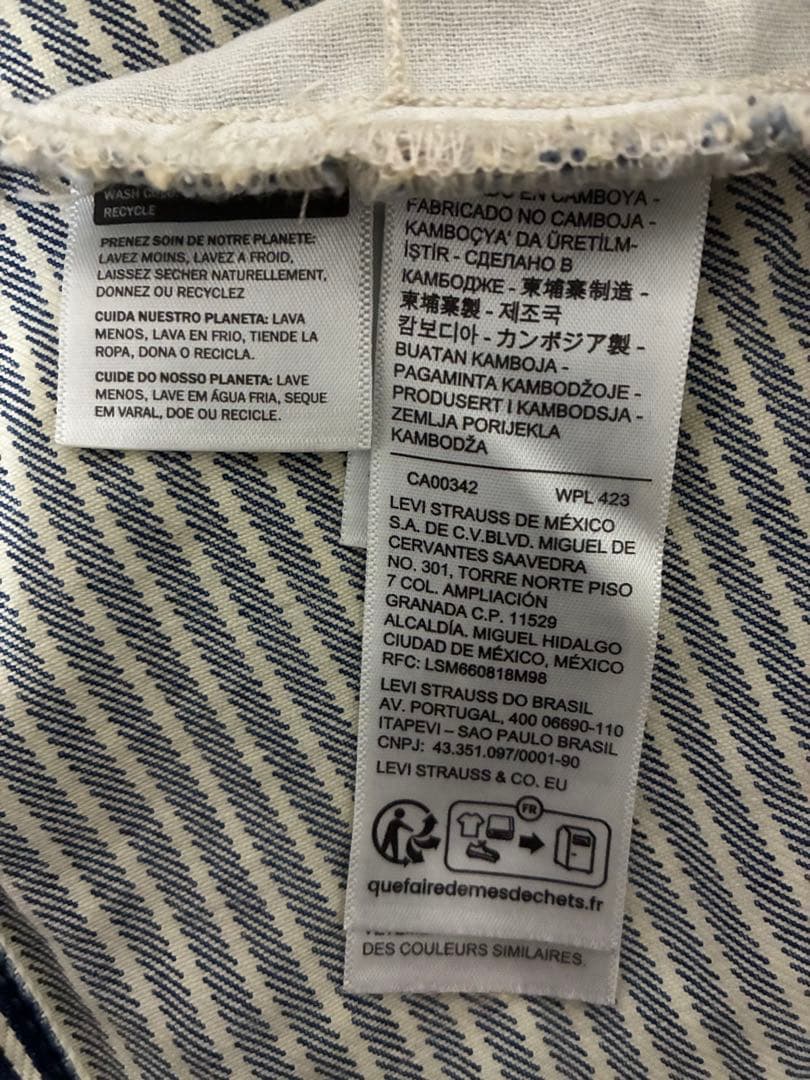 RECYCLE
PRENEZ SOIN DE NOTRE PLANETE:
LAVEZ MOINS, LAVEZ A FROID,
LAISSEZ SECHER NATURELLEMENT,
DONNEZ OU RECYCLEZ
CUIDA NUESTRO PLANETA: LAVA
MENOS, LAVA EN FRIO, TIENDE LA
ROPA, DONA O RECICLA.
CUIDE DO NOSSO PLANETA: LAVE
MENOS, LAVE EM ÁGUA FRIA, SEQUE
EM VARAL, DOE OU RECICLE.
EN CAMBOYA -
FABRICADO NO CAMBOJA -
KAMBOÇYA' DA ÜRETİLM-
İŞTİR - СДЕЛАНО В
КАМБОДЖЕ - 柬埔寨制造 -
柬埔寨製 - 제조국
캄보디아 - カンボジア製 -
BUATAN KAMBOJA -
PAGAMINTA KAMBODŽOJE -
PRODUSERT I KAMBODSJA -
ZEMLJA PORIJEKLA
KAMBODŽA
CA00342 WPL 423
LEVI STRAUSS DE MÉXICO
S.A. DE C.V.BLVD. MIGUEL DE
CERVANTES SAAVEDRA
NO. 301, TORRE NORTE PISO
7 COL. AMPLIACIÓN
GRANADA C.P. 11529
ALCALDÍA. MIGUEL HIDALGO
CIUDAD DE MÉXICO, MÉXICO
RFC: LSM660818M98
LEVI STRAUSS DO BRASIL
AV. PORTUGAL, 400 06690-110
ITAPEVI – SAO PAULO BRASIL
CNPJ: 43.351.097/0001-90
LEVI STRAUSS & CO. EU
FR
quefairedemesdechets.fr
DES COULEURS SIMILAIRES.